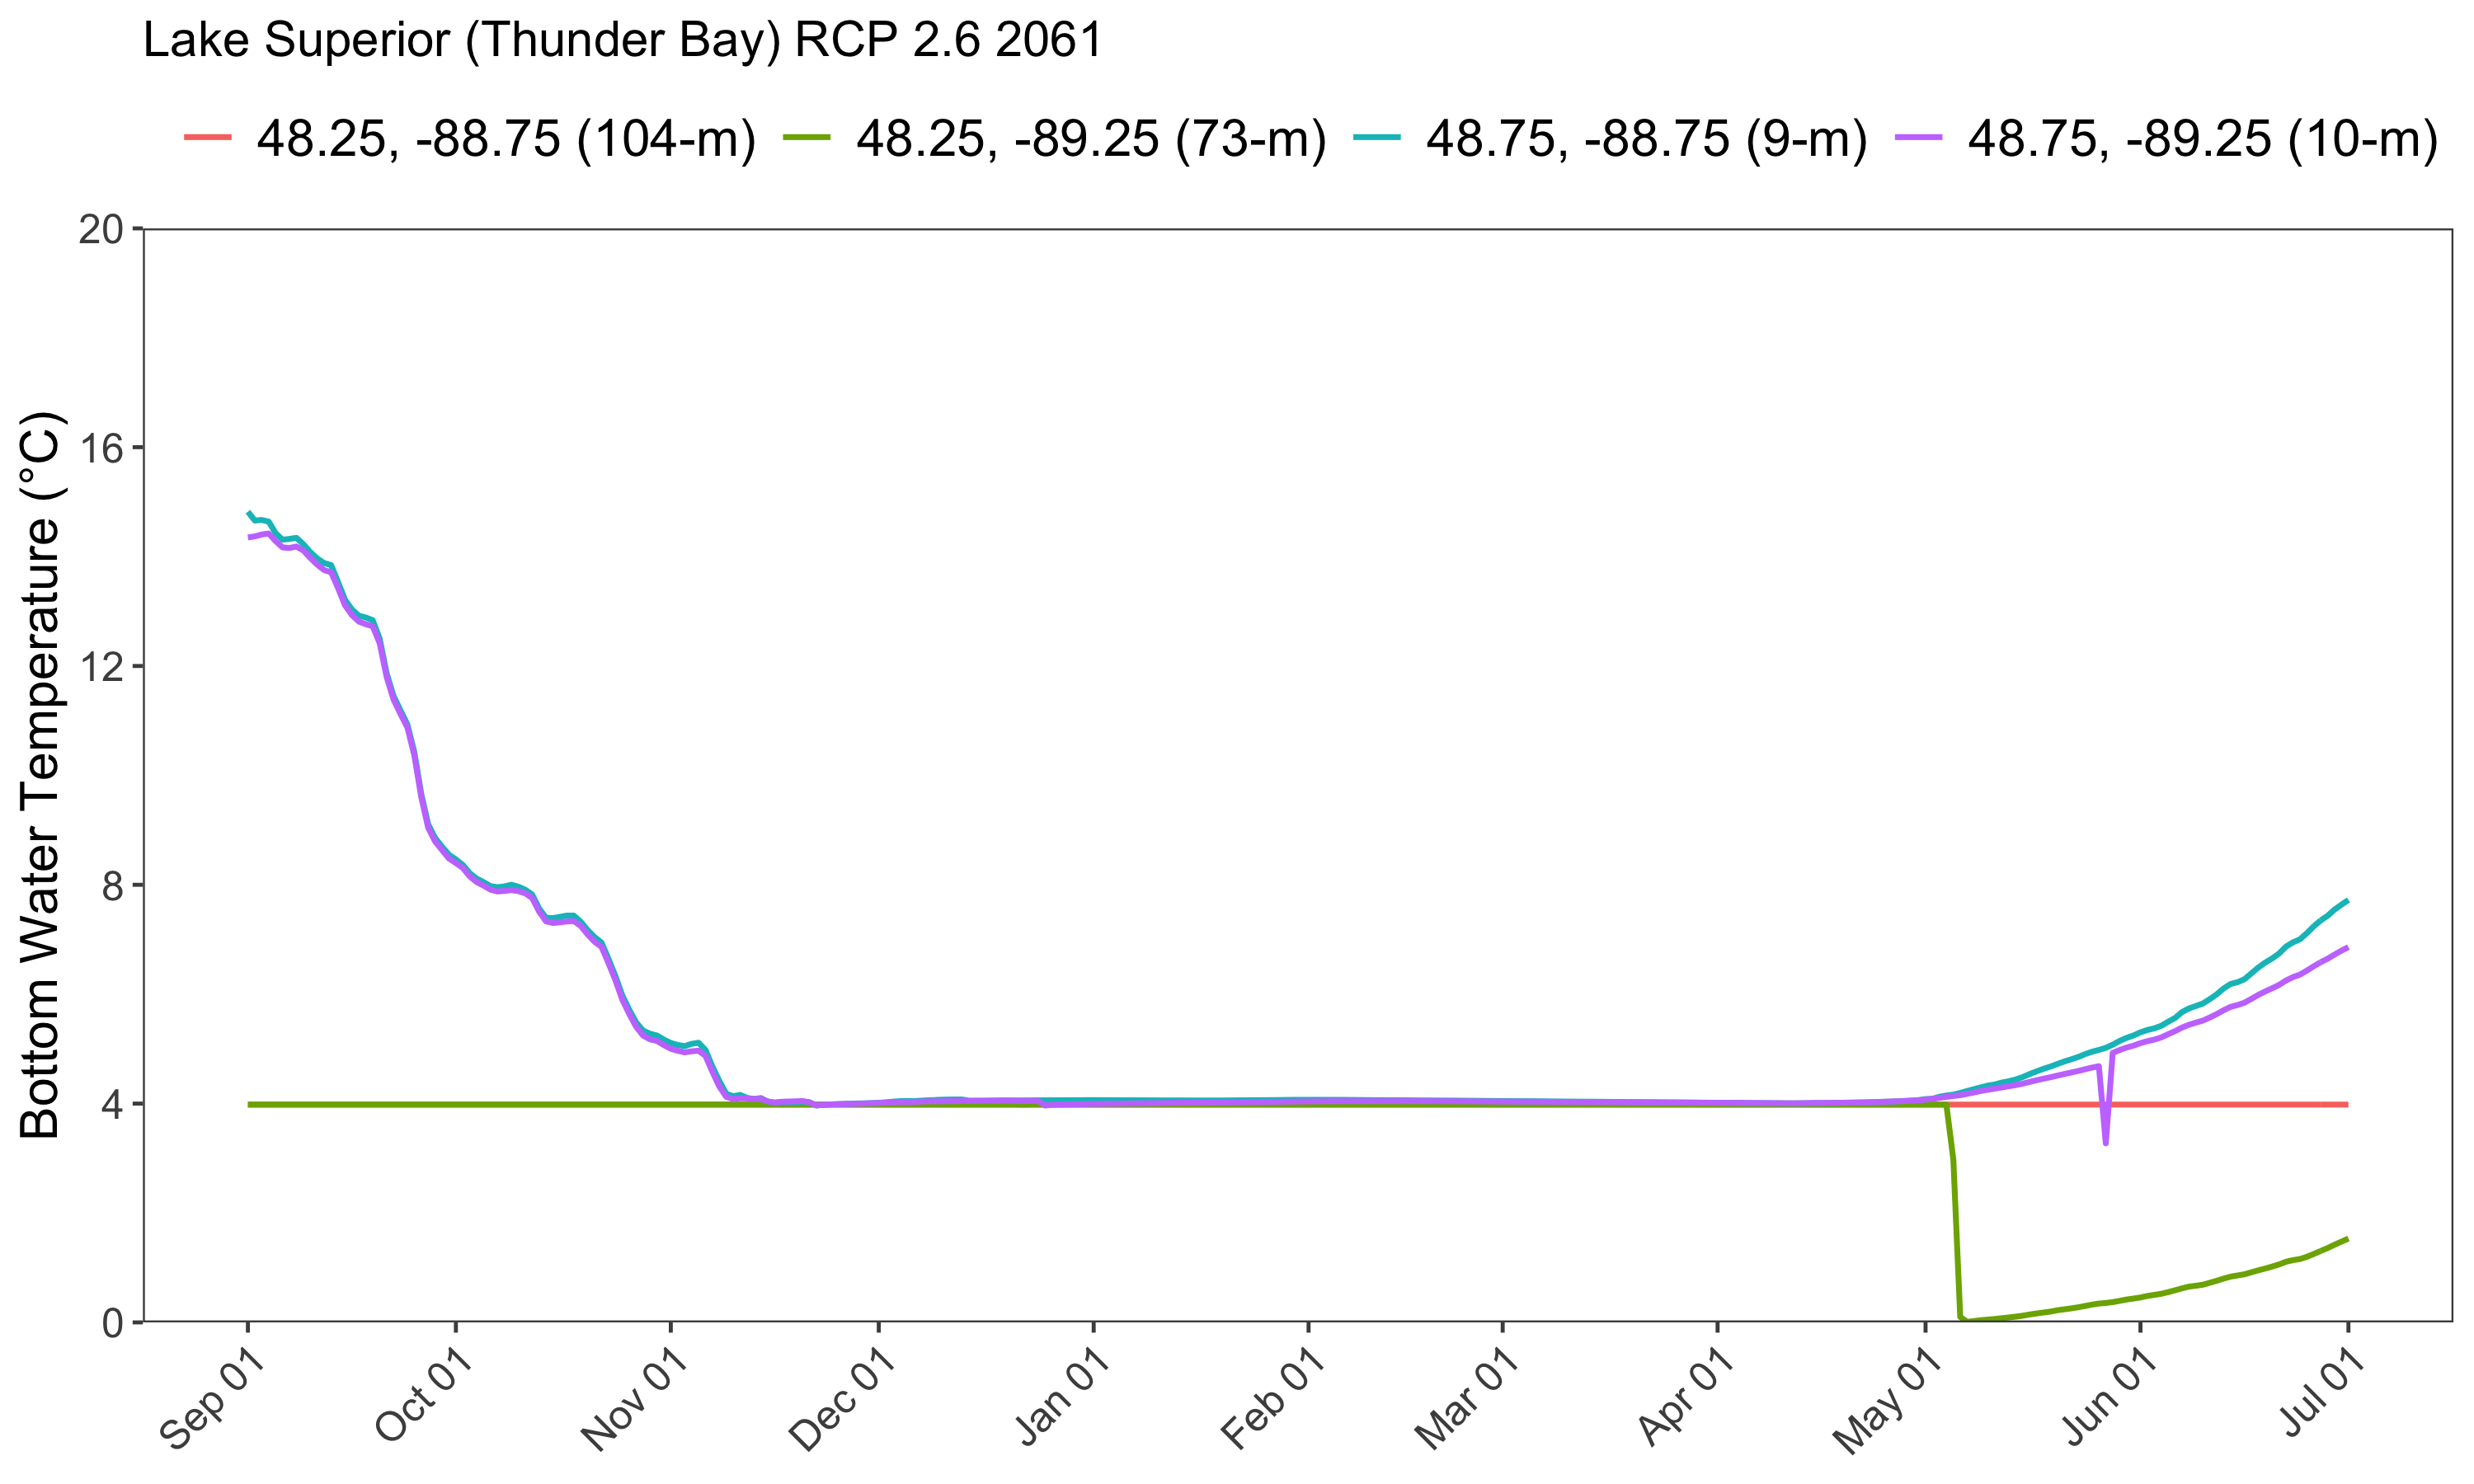 Lake Superior (Thunder Bay) RCP 2.6 2061
48.25, -88.75 (104-m) 48.25, -89.25 (73-m) 48.75, -88.75 (9-m) 48.75, -89.25 (10-m)
Bottom Water Temperature (°C)
20
16
12
8
4
0
Sep 01 Oct 01 Nov 01 Dec 01 Jan 01 Feb 01 Mar 01 Apr 01 May 01 Jun 01 Jul 01